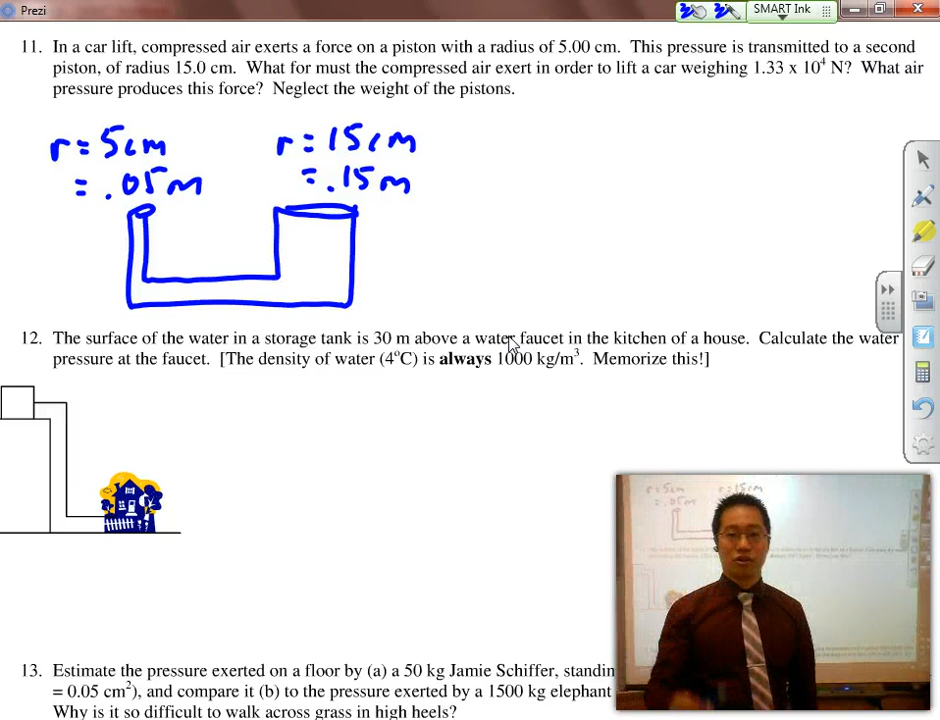 Prezi
SMART Ink
11. In a car lift, compressed air exerts a force on a piston with a radius of 5.00 cm. This pressure is transmitted to a second
piston, of radius 15.0 cm. What for must the compressed air exert in order to lift a car weighing 1.33 x 10⁴ N? What air
pressure produces this force? Neglect the weight of the pistons.
r = 5cm r = 15cm
= .05m = .15m
12. The surface of the water in a storage tank is 30 m above a water faucet in the kitchen of a house. Calculate the water
pressure at the faucet. [The density of water (4°C) is always 1000 kg/m³. Memorize this!]
r=5cm r=15cm
=.05m
13. Estimate the pressure exerted on a floor by (a) a 50 kg Jamie Schiffer, standin
= 0.05 cm²), and compare it (b) to the pressure exerted by a 1500 kg elephant
Why is it so difficult to walk across grass in high heels?